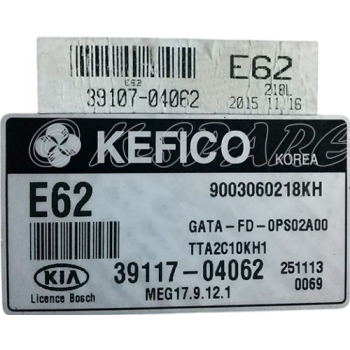 E62
E62
218L
39107-04062
2015 11 16
KEFICO
KOREA
E62
9003060218KH
GATA-FD-0PS02A00
TTA2C10KH1
KIA
39117-04062
251113
Licence Bosch
MEG17.9.12.1
0069